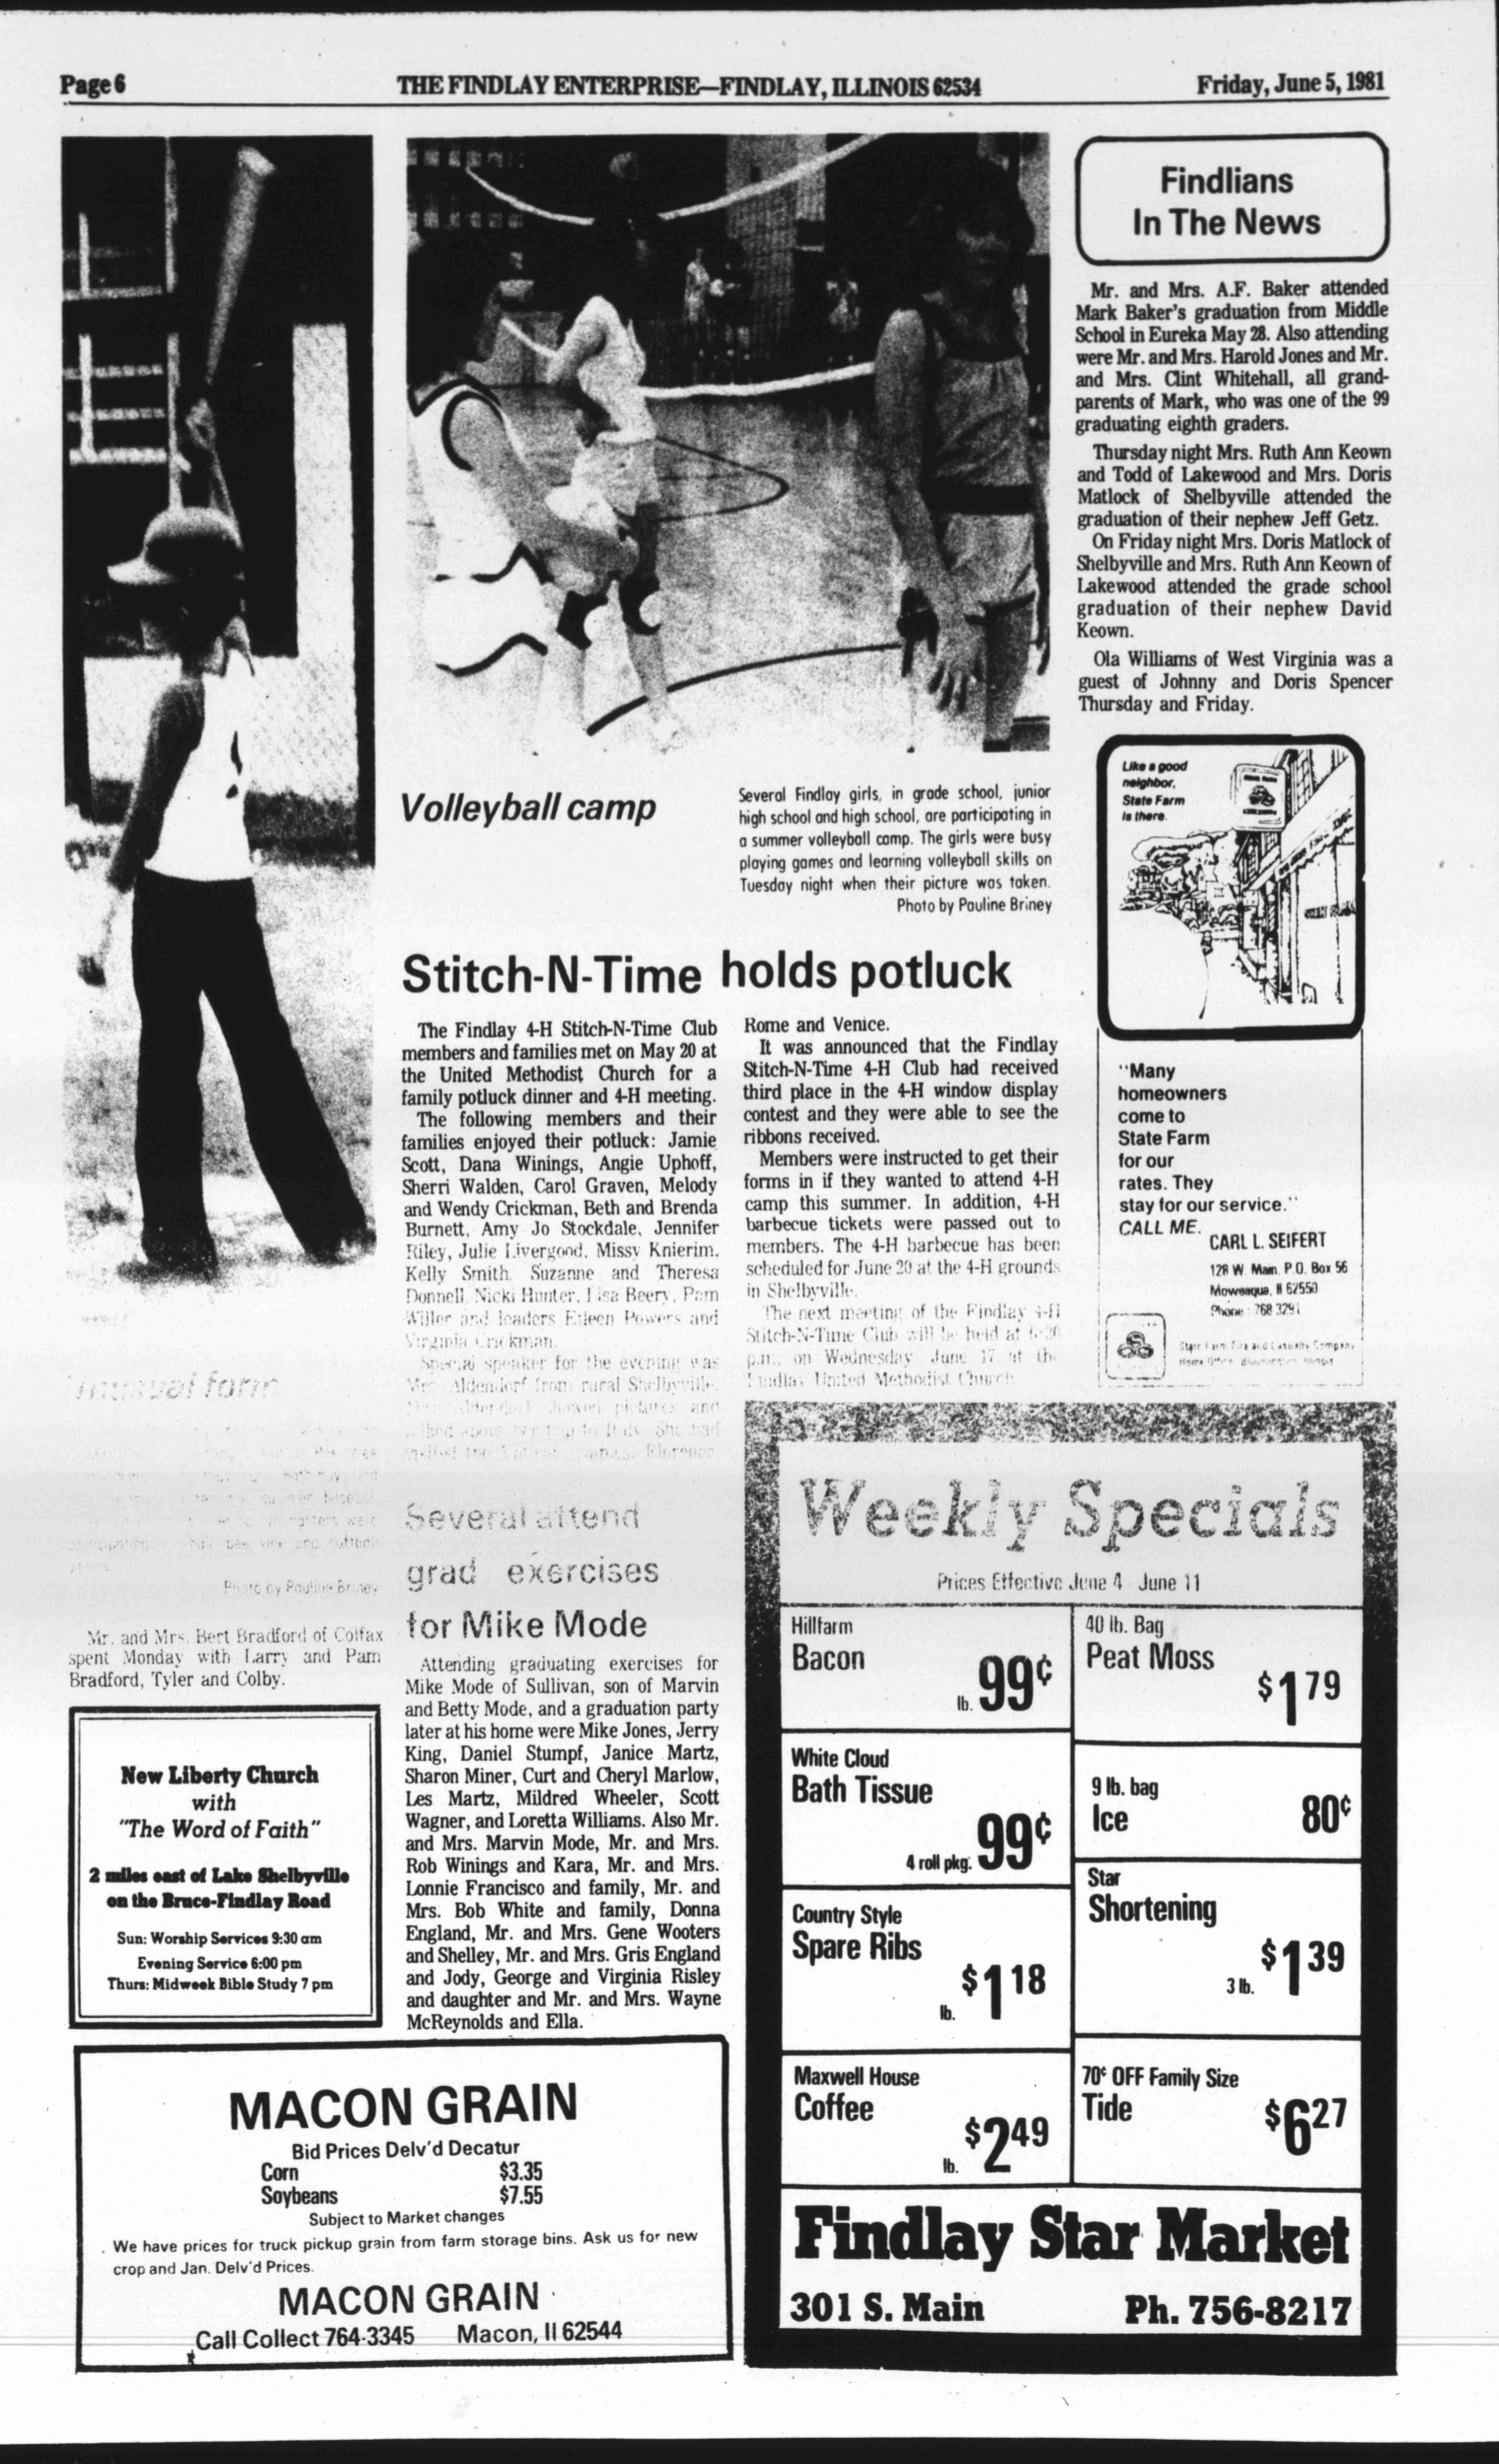 Page 6
THE FINDLAY ENTERPRISE—FINDLAY, ILLINOIS 62534
Friday, June 5, 1981
Volleyball camp
Several Findlay girls, in grade school, junior
high school and high school, are participating in
a summer volleyball camp. The girls were busy
playing games and learning volleyball skills on
Tuesday night when their picture was taken.
Photo by Pauline Briney
Stitch-N-Time holds potluck
The Findlay 4-H Stitch-N-Time Club
members and families met on May 20 at
the United Methodist Church for a
family potluck dinner and 4-H meeting.
The following members and their
families enjoyed their potluck: Jamie
Scott, Dana Winings, Angie Uphoff,
Sherri Walden, Carol Graven, Melody
and Wendy Crickman, Beth and Brenda
Burnett, Amy Jo Stockdale, Jennifer
Riley, Julie Livergood, Missy Knierim,
Kelly Smith, Suzanne and Theresa
Donnell, Nicki Hunter, Lisa Beery, Pam
Willer and leaders Eileen Powers and
Virginia Crickman.
Special speaker for the evening was
Mrs. Aldendorf from rural Shelbyville.
showed pictures and
trip to Italy. She had
visited the Florence,
Rome and Venice.
It was announced that the Findlay
Stitch-N-Time 4-H Club had received
third place in the 4-H window display
contest and they were able to see the
ribbons received.
Members were instructed to get their
forms in if they wanted to attend 4-H
camp this summer. In addition, 4-H
barbecue tickets were passed out to
members. The 4-H barbecue has been
scheduled for June 20 at the 4-H grounds
in Shelbyville.
The next meeting of the Findlay 4-H
Stitch-N-Time Club will be held at
p.m. on Wednesday June 17 at the
Findlay United Methodist Church
form
Photo by Pauline Briney
Mr. and Mrs. Bert Bradford of Colfax
spent Monday with Larry and Pam
Bradford, Tyler and Colby.
New Liberty Church
with
"The Word of Faith"
2 miles east of Lake Shelbyville
on the Bruce-Findlay Road
Sun: Worship Services 9:30 am
Evening Service 6:00 pm
Thurs: Midweek Bible Study 7 pm
Several attend
grad exercises
for Mike Mode
Attending graduating exercises for
Mike Mode of Sullivan, son of Marvin
and Betty Mode, and a graduation party
later at his home were Mike Jones, Jerry
King, Daniel Stumpf, Janice Martz,
Sharon Miner, Curt and Cheryl Marlow,
Les Martz, Mildred Wheeler, Scott
Wagner, and Loretta Williams. Also Mr.
and Mrs. Marvin Mode, Mr. and Mrs.
Rob Winings and Kara, Mr. and Mrs.
Lonnie Francisco and family, Mr. and
Mrs. Bob White and family, Donna
England, Mr. and Mrs. Gene Wooters
and Shelley, Mr. and Mrs. Gris England
and Jody, George and Virginia Risley
and daughter and Mr. and Mrs. Wayne
McReynolds and Ella.
MACON GRAIN
Bid Prices Delv'd Decatur
Corn $3.35
Soybeans $7.55
Subject to Market changes
We have prices for truck pickup grain from farm storage bins. Ask us for new
crop and Jan. Delv'd Prices.
MACON GRAIN
Call Collect 764-3345 Macon, Il 62544
Findlians
In The News
Mr. and Mrs. A.F. Baker attended
Mark Baker's graduation from Middle
School in Eureka May 28. Also attending
were Mr. and Mrs. Harold Jones and Mr.
and Mrs. Clint Whitehall, all grand-
parents of Mark, who was one of the 99
graduating eighth graders.
Thursday night Mrs. Ruth Ann Keown
and Todd of Lakewood and Mrs. Doris
Matlock of Shelbyville attended the
graduation of their nephew Jeff Getz.
On Friday night Mrs. Doris Matlock of
Shelbyville and Mrs. Ruth Ann Keown of
Lakewood attended the grade school
graduation of their nephew David
Keown.
Ola Williams of West Virginia was a
guest of Johnny and Doris Spencer
Thursday and Friday.
Like a good
neighbor,
State Farm
is there.
"Many
homeowners
come to
State Farm
for our
rates. They
stay for our service."
CALL ME.
CARL L. SEIFERT
128 W. Main, P.O. Box 56
Moweaqua, Il 62550
Phone: 768 3291
State Farm Fire and Casualty Company
Home Office Bloomington Illinois
Weekly Specials
Prices Effective June 4 - June 11
Hillfarm
Bacon
lb. 99¢
40 lb. Bag
Peat Moss
$1 79
White Cloud
Bath Tissue
4 roll pkg. 99¢
9 lb. bag
Ice
80¢
Country Style
Spare Ribs
lb. $1 18
Star
Shortening
3 lb. $1 39
Maxwell House
Coffee
lb. $2 49
70¢ OFF Family Size
Tide
$6 27
Findlay Star Market
301 S. Main Ph. 756-8217